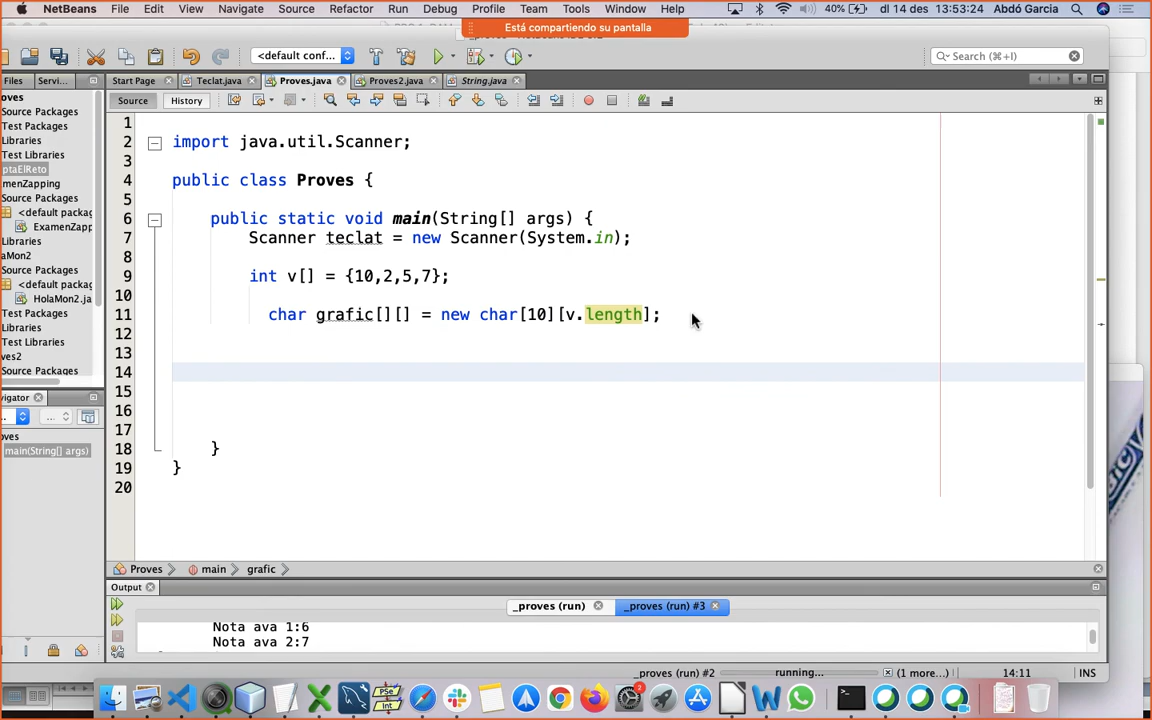 NetBeans File Edit View Navigate Source Refactor Run Debug Profile Team Tools Window Help 40% dl 14 des 13:53:24 Abdó Garcia
Está compartiendo su pantalla
<default conf... Search (⌘+I)
Files Servi... Start Page Teclat.java Proves.java Proves2.java String.java
Source History
oves
Source Packages
Test Packages
Libraries
Test Libraries
ptaElReto
menZapping
Source Packages
<default packag
ExamenZapp
Libraries
aMon2
Source Packages
<default packag
HolaMon2.ja
Test Packages
Libraries
Test Libraries
ves2
Source Packages
vigator
...
oves
main(String[] args)
1
2 import java.util.Scanner;
3
4 public class Proves {
5
6 public static void main(String[] args) {
7 Scanner teclat = new Scanner(System.in);
8
9 int v[] = {10,2,5,7};
10
11 char grafic[][] = new char[10][v.length];
12
13
14
15
16
17
18 }
19 }
20
Proves main grafic
Output
_proves (run) _proves (run) #3
Nota ava 1:6
Nota ava 2:7
_proves (run) #2 running... (1 more...) 14:11 INS